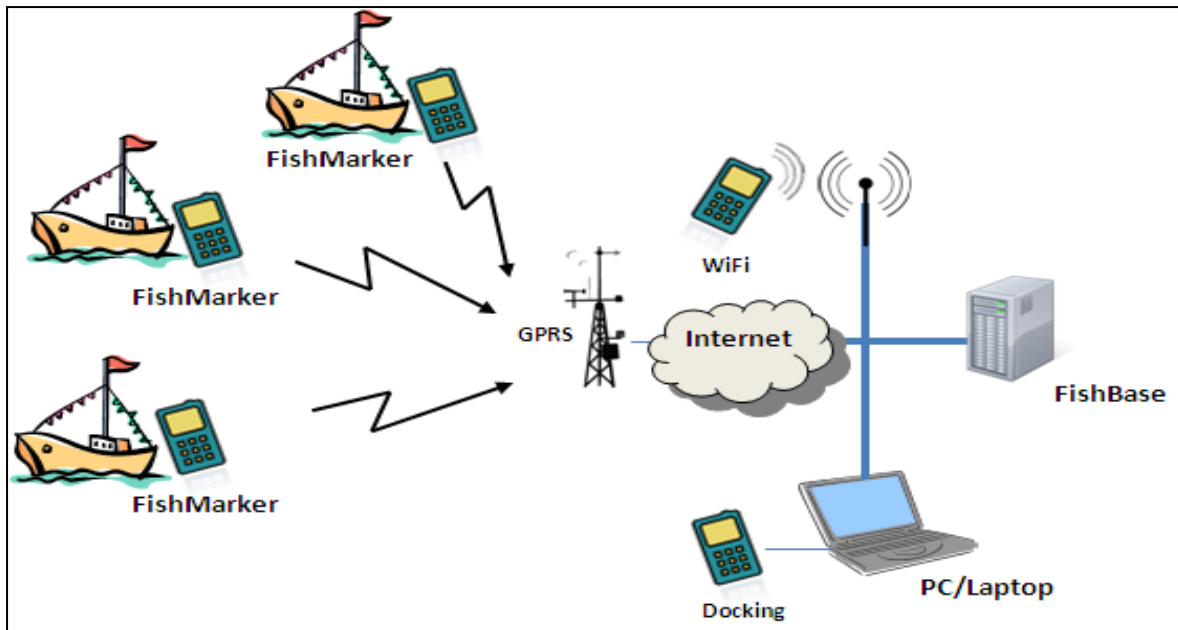 FishMarker
FishMarker
WiFi
GPRS
Internet
FishBase
FishMarker
PC/Laptop
Docking